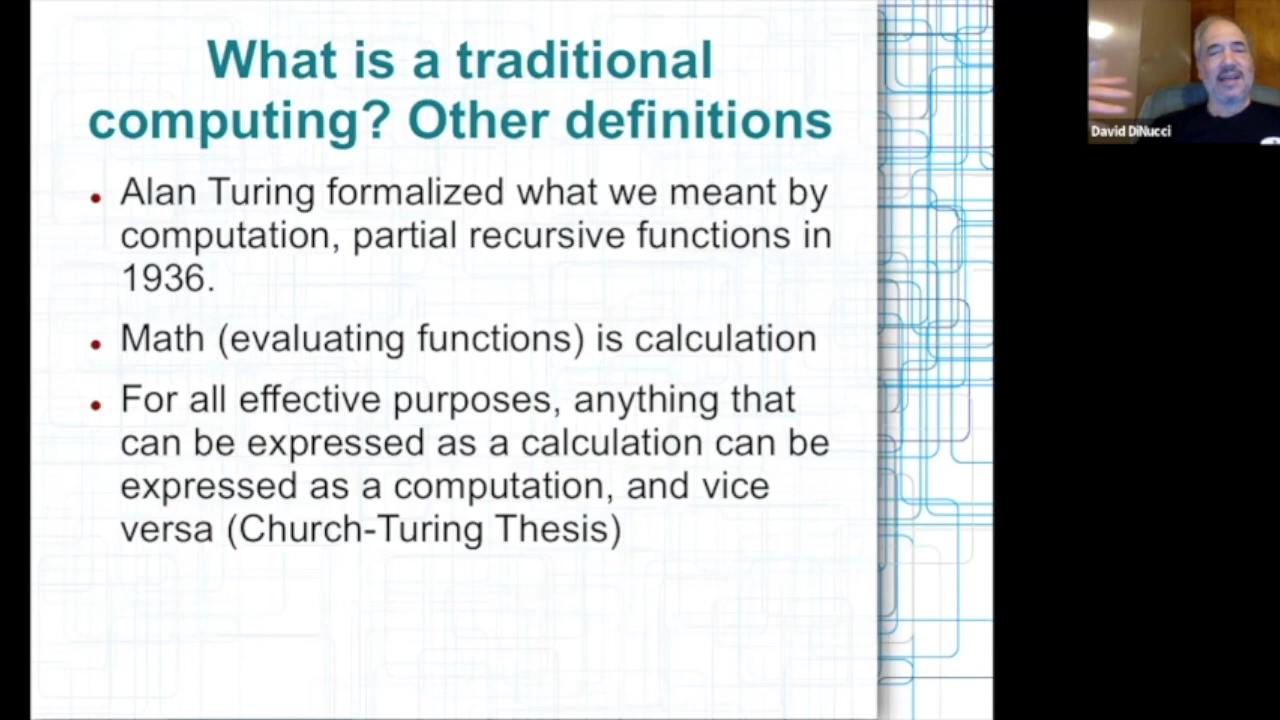 What is a traditional
computing? Other definitions
David DiNucci
• Alan Turing formalized what we meant by
computation, partial recursive functions in
1936.
• Math (evaluating functions) is calculation
• For all effective purposes, anything that
can be expressed as a calculation can be
expressed as a computation, and vice
versa (Church-Turing Thesis)